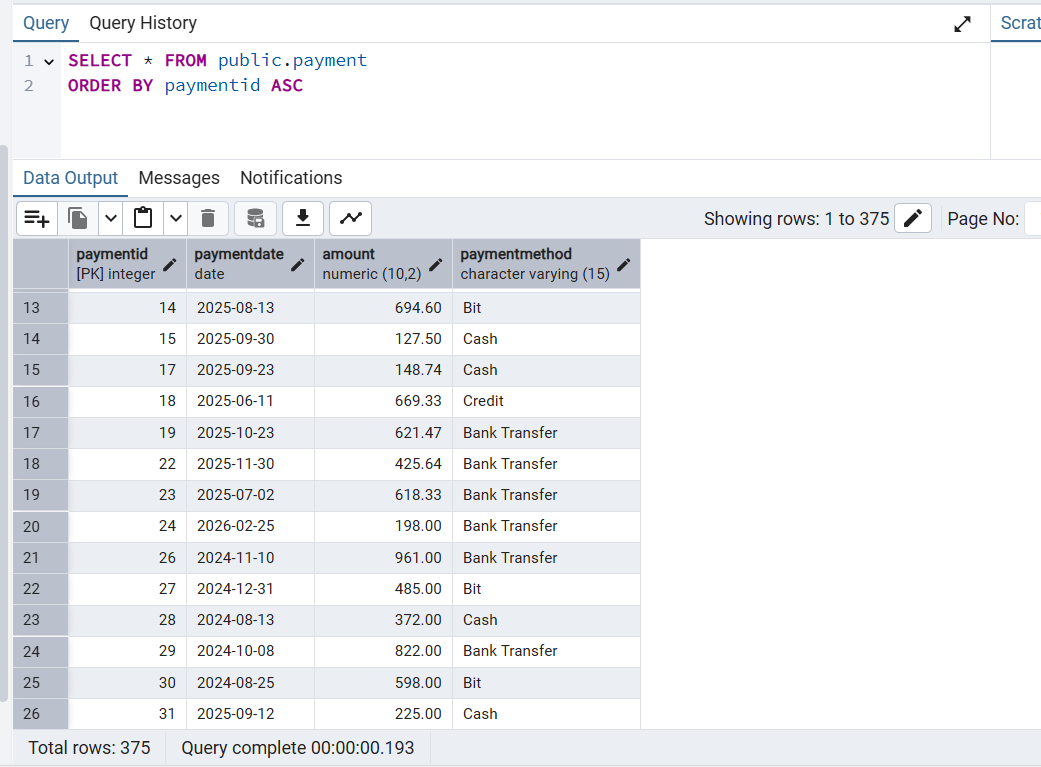 Query Query History Scrat
1 SELECT * FROM public.payment
2 ORDER BY paymentid ASC
Data Output Messages Notifications
Showing rows: 1 to 375 Page No:
paymentid paymentdate amount paymentmethod
[PK] integer date numeric (10,2) character varying (15)
13 14 2025-08-13 694.60 Bit
14 15 2025-09-30 127.50 Cash
15 17 2025-09-23 148.74 Cash
16 18 2025-06-11 669.33 Credit
17 19 2025-10-23 621.47 Bank Transfer
18 22 2025-11-30 425.64 Bank Transfer
19 23 2025-07-02 618.33 Bank Transfer
20 24 2026-02-25 198.00 Bank Transfer
21 26 2024-11-10 961.00 Bank Transfer
22 27 2024-12-31 485.00 Bit
23 28 2024-08-13 372.00 Cash
24 29 2024-10-08 822.00 Bank Transfer
25 30 2024-08-25 598.00 Bit
26 31 2025-09-12 225.00 Cash
Total rows: 375 Query complete 00:00:00.193